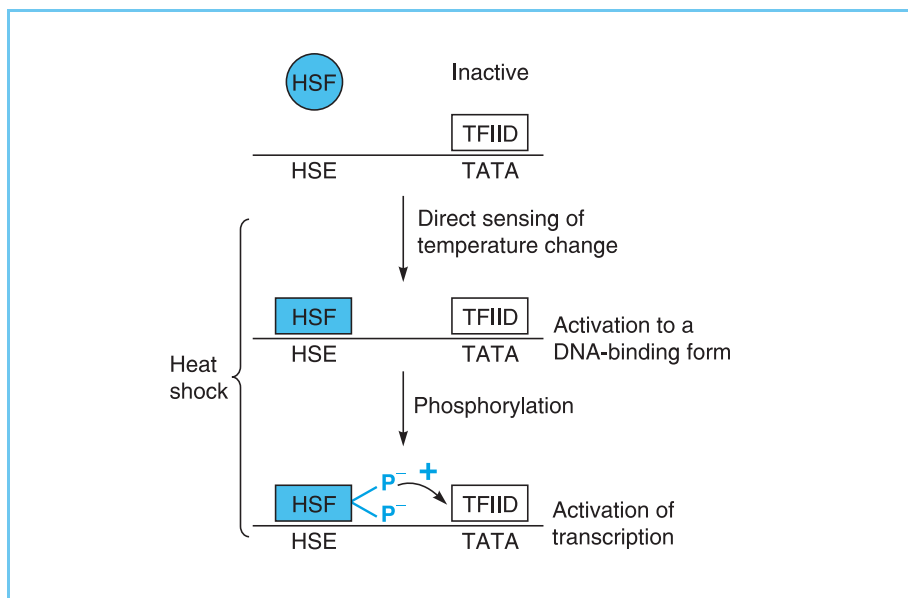 HSF
Inactive
TFIID
HSE TATA
Direct sensing of
temperature change
HSF TFIID
HSE TATA
Activation to a
DNA-binding form
Heat
shock
Phosphorylation
P⁻ +
P⁻
HSF TFIID
HSE TATA
Activation of
transcription